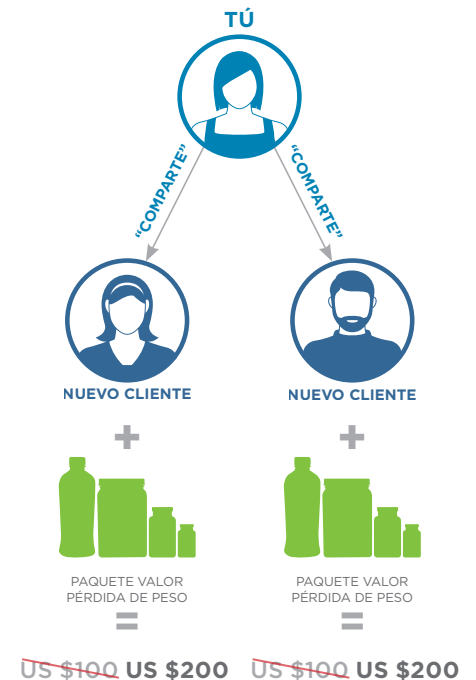 TÚ
“COMPARTE”
“COMPARTE”
NUEVO CLIENTE
NUEVO CLIENTE
+
+
PAQUETE VALOR
PÉRDIDA DE PESO
PAQUETE VALOR
PÉRDIDA DE PESO
=
=
US $100 US $200
US $100 US $200